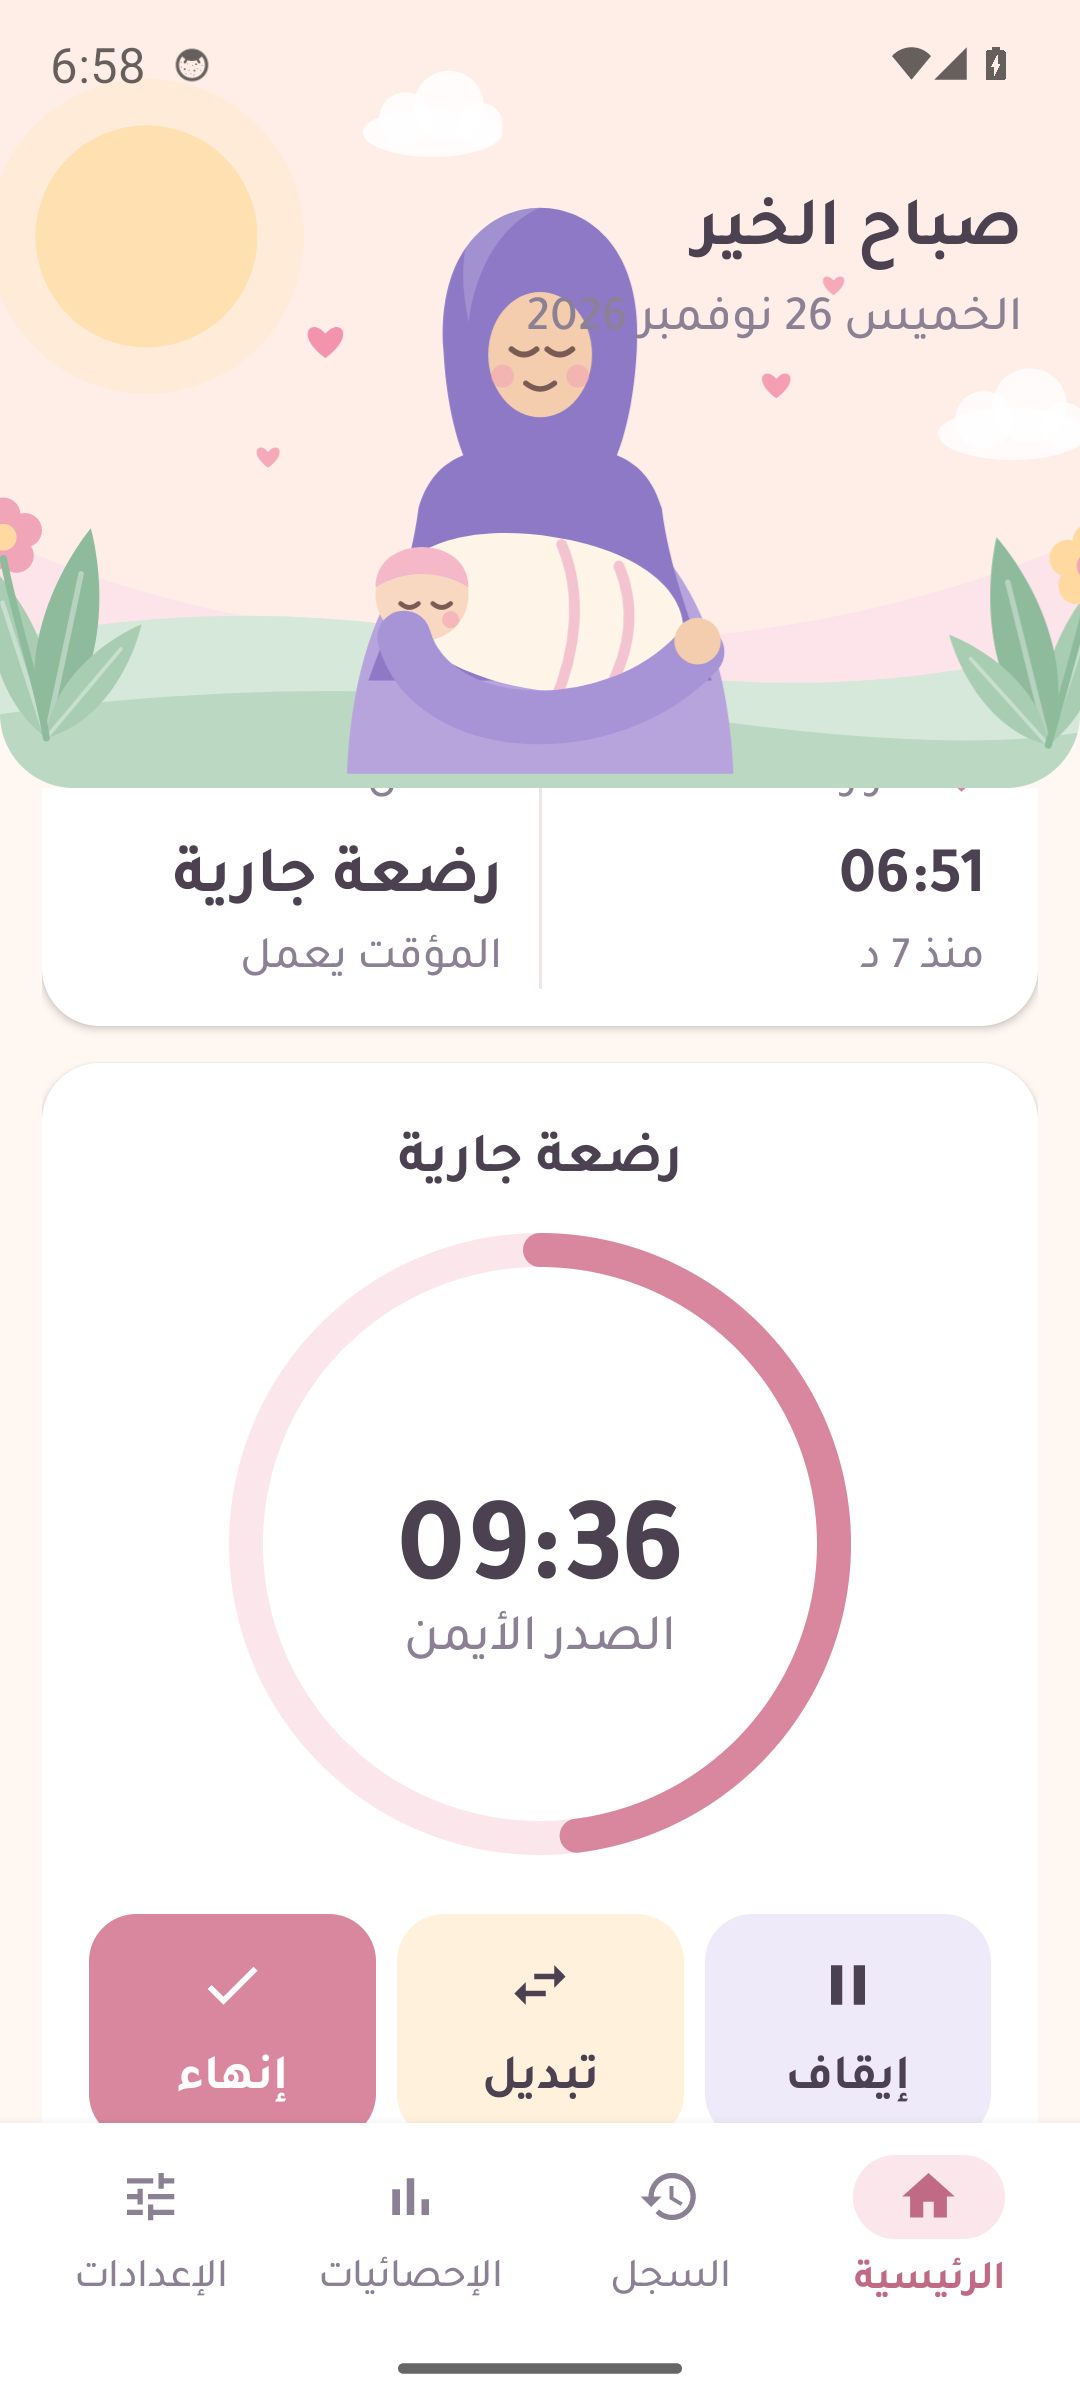 6:58
صباح الخير
الخميس 26 نوفمبر 2026
06:51
رضعة جارية
منذ 7 د
المؤقت يعمل
رضعة جارية
09:36
الصدر الأيمن
إيقاف
تبديل
إنهاء
الرئيسية
السجل
الإحصائيات
الإعدادات